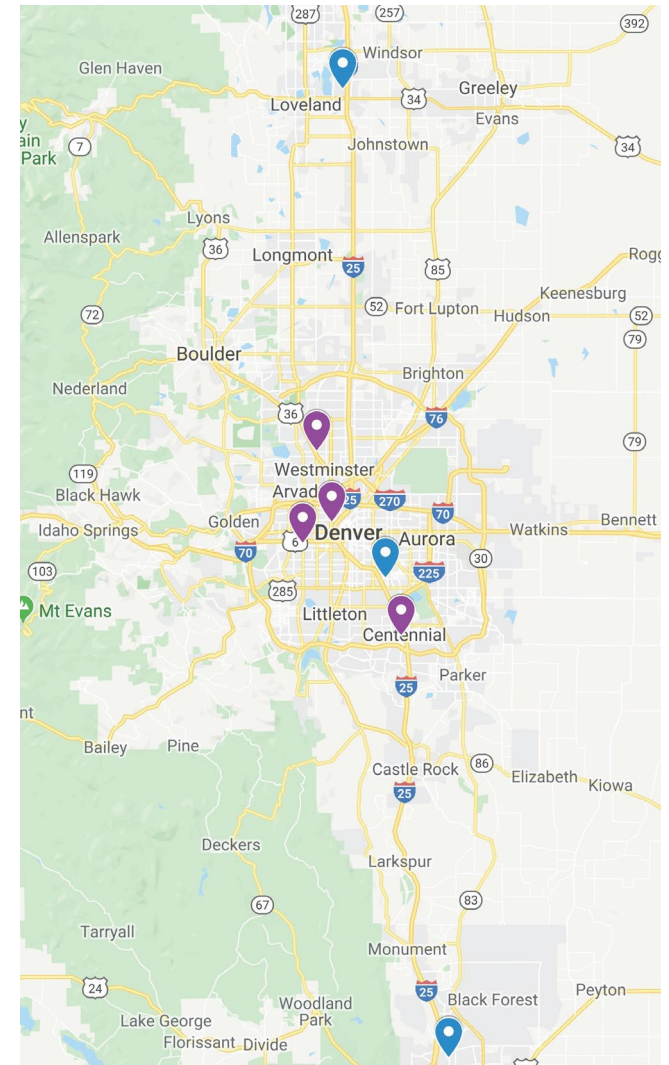 287
257
392
Windsor
Glen Haven
Greeley
34
Loveland
Evans
y
ain
Park
7
Johnstown
34
Lyons
Allenspark
36
Longmont
25
85
Rogg
Keenesburg
72
52
Fort Lupton
Hudson
52
79
Boulder
Brighton
Nederland
36
76
79
Westminster
119
Arvad
25
270
Black Hawk
70
Golden
Idaho Springs
6
Denver
Aurora
Watkins
Bennett
70
103
225
30
285
Mt Evans
Littleton
Centennial
Parker
25
nt
Bailey
Pine
Castle Rock
86
Elizabeth
Kiowa
25
Deckers
Larkspur
67
83
Tarryall
Monument
24
25
Black Forest
Peyton
Woodland
Park
Lake George
Florissant
Divide